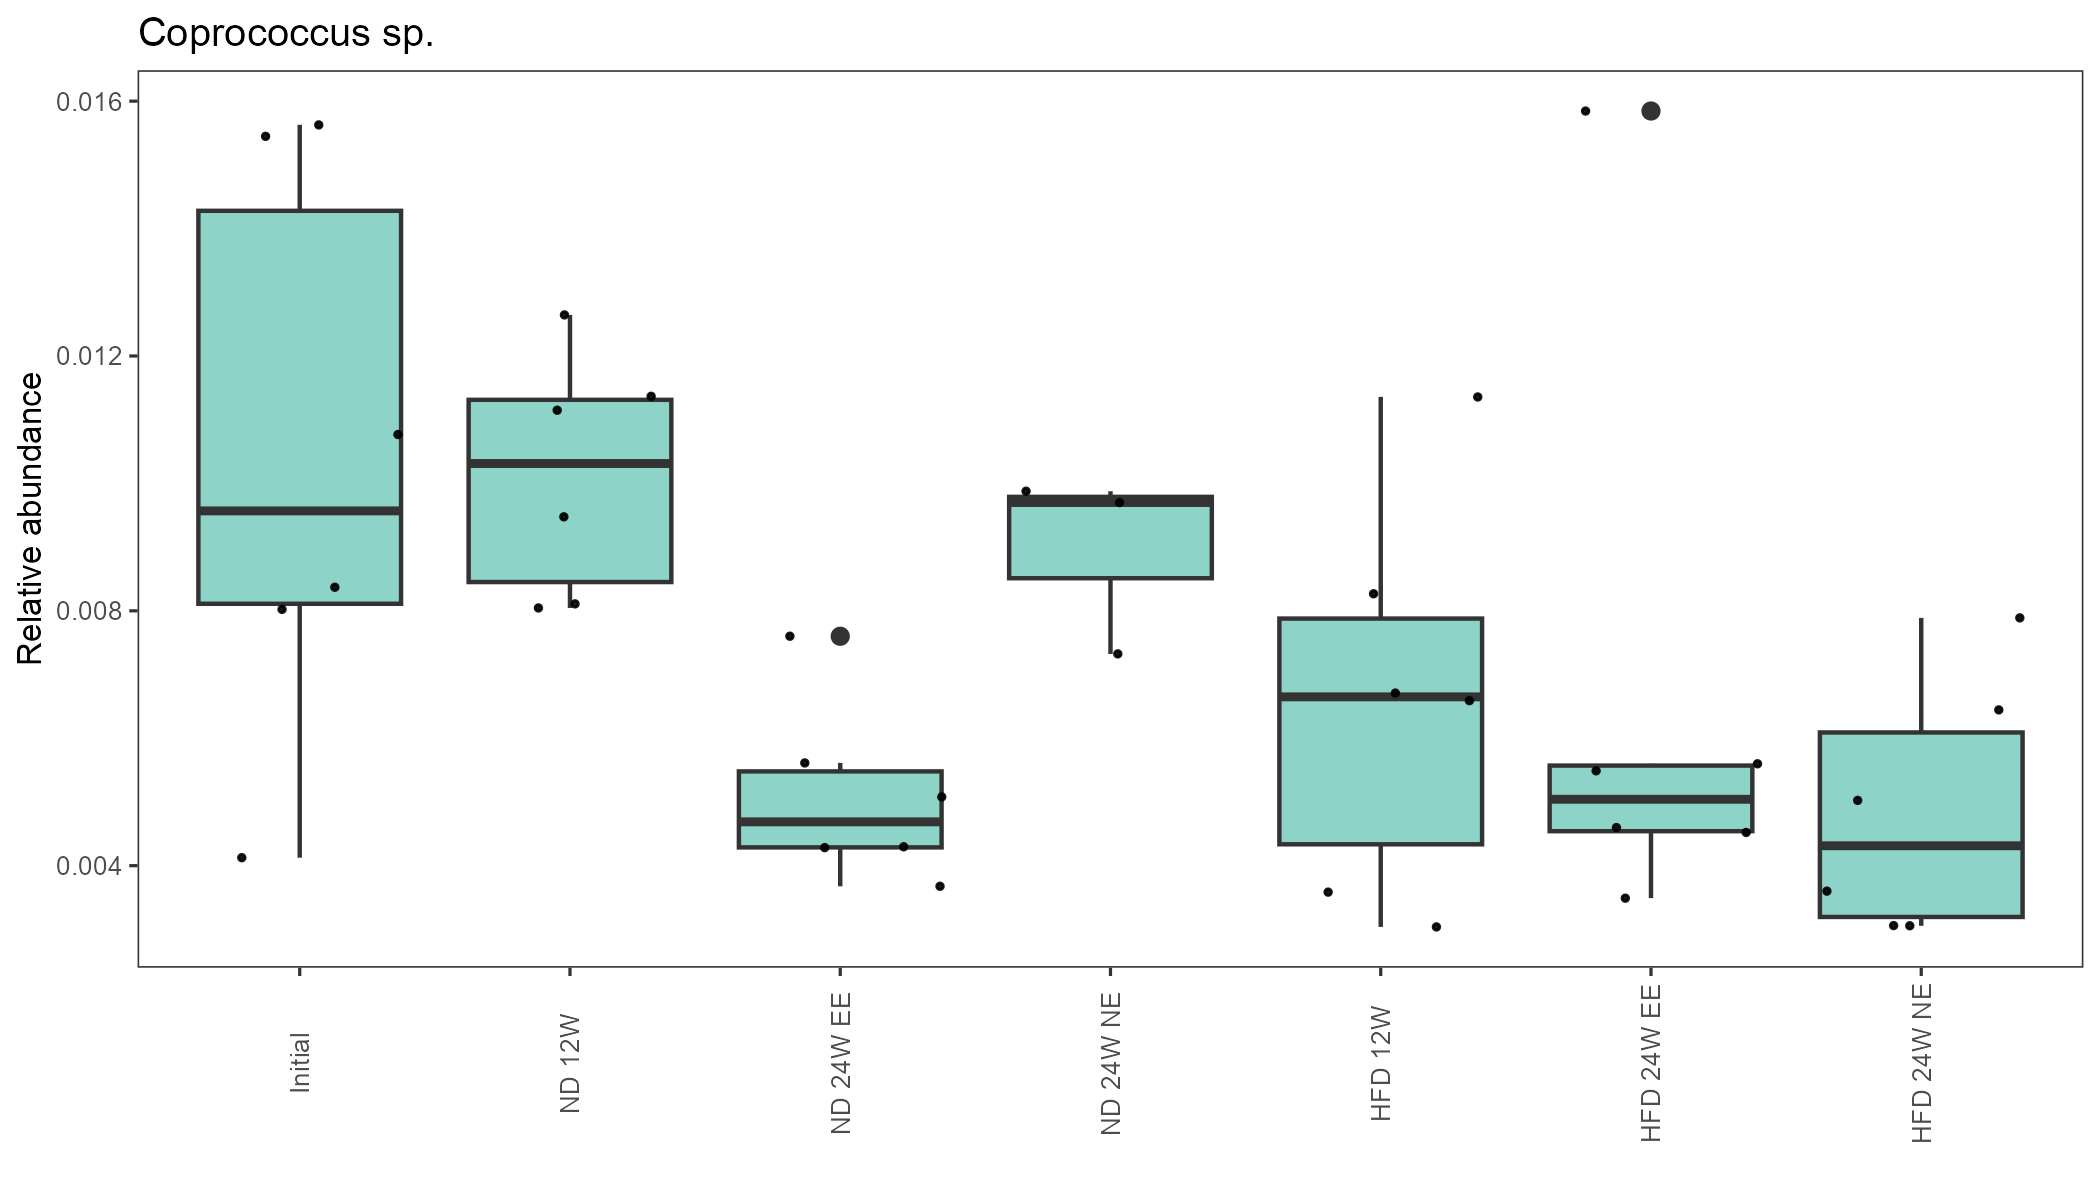 Coprococcus sp.
Relative abundance
0.016
0.012
0.008
0.004
Initial
ND 12W
ND 24W EE
ND 24W NE
HFD 12W
HFD 24W EE
HFD 24W NE